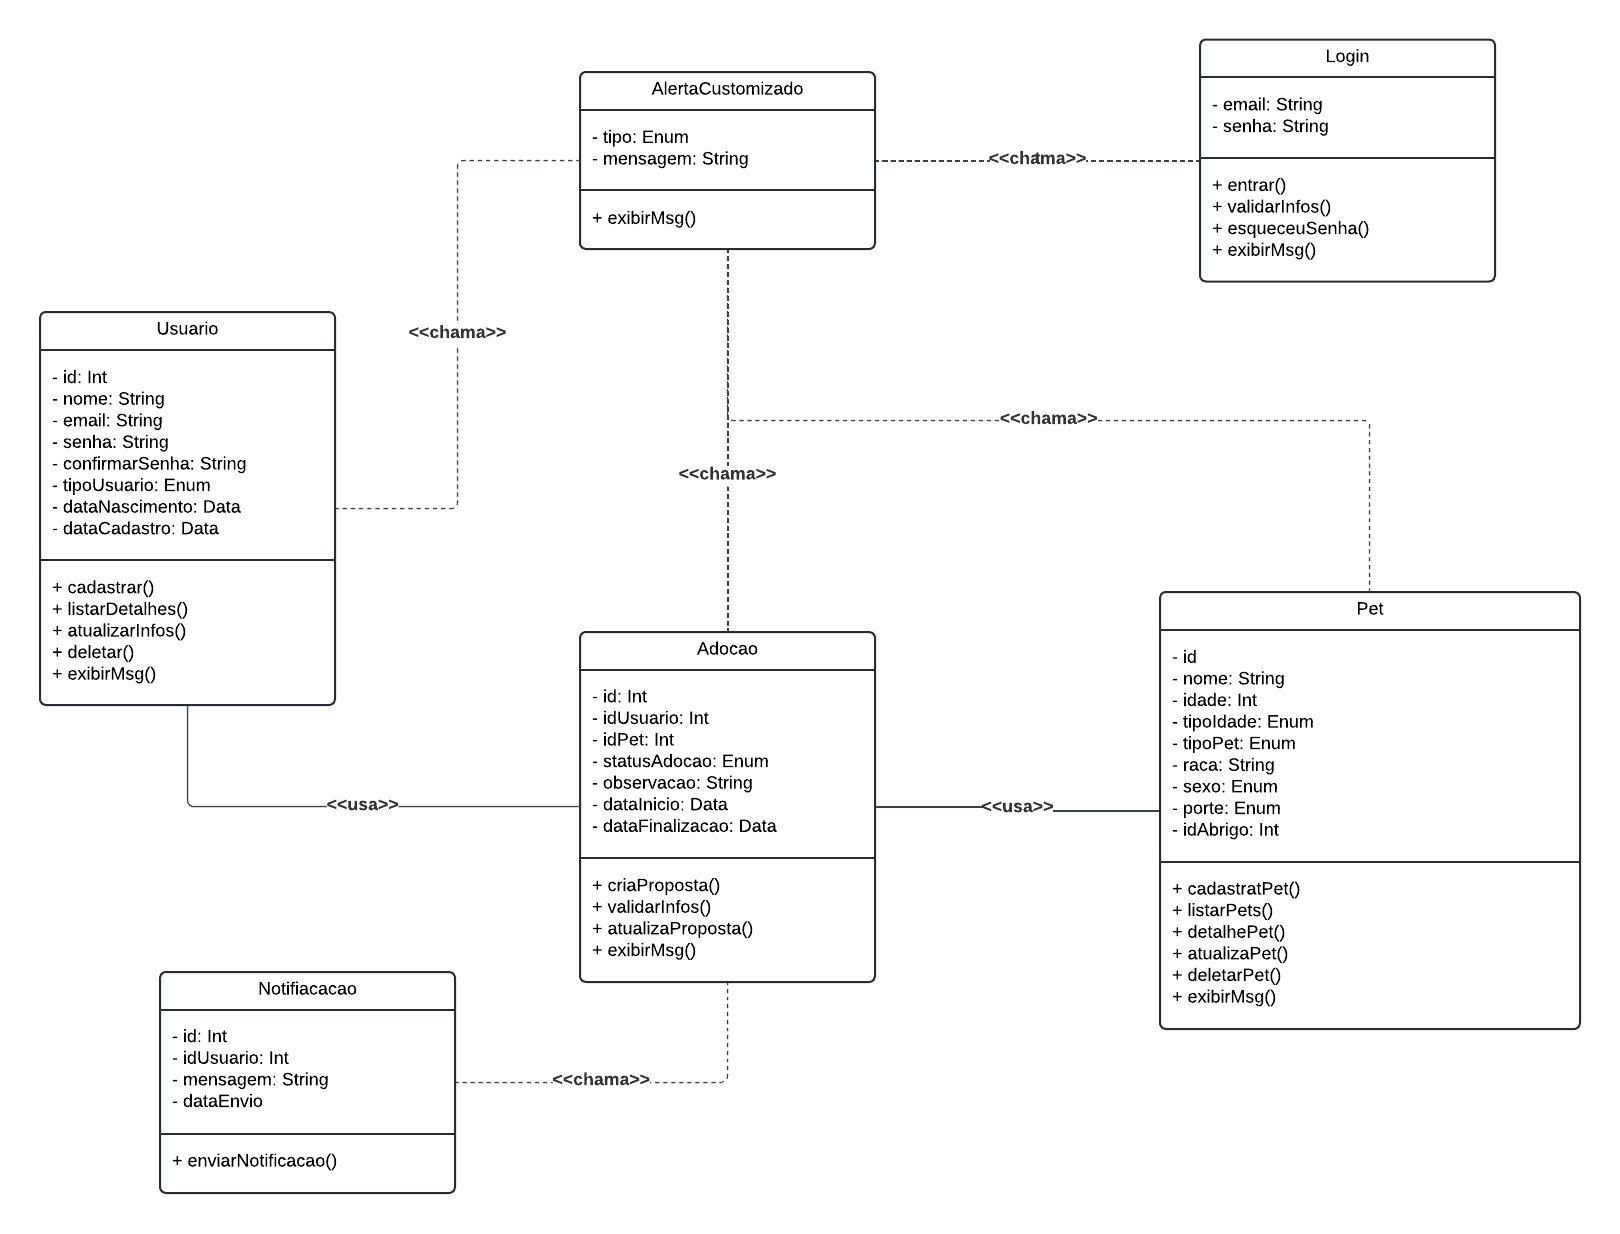 AlertaCustomizado
- tipo: Enum
- mensagem: String
+ exibirMsg()
Login
- email: String
- senha: String
+ entrar()
+ validarInfos()
+ esqueceuSenha()
+ exibirMsg()
<<chama>>
<<chama>>
<<chama>>
<<chama>>
Usuario
- id: Int
- nome: String
- email: String
- senha: String
- confirmarSenha: String
- tipoUsuario: Enum
- dataNascimento: Data
- dataCadastro: Data
+ cadastrar()
+ listarDetalhes()
+ atualizarInfos()
+ deletar()
+ exibirMsg()
Adocao
- id: Int
- idUsuario: Int
- idPet: Int
- statusAdocao: Enum
- observacao: String
- dataInicio: Data
- dataFinalizacao: Data
+ criaProposta()
+ validarInfos()
+ atualizaProposta()
+ exibirMsg()
Pet
- id
- nome: String
- idade: Int
- tipoIdade: Enum
- tipoPet: Enum
- raca: String
- sexo: Enum
- porte: Enum
- idAbrigo: Int
+ cadastratPet()
+ listarPets()
+ detalhePet()
+ atualizaPet()
+ deletarPet()
+ exibirMsg()
<<usa>>
<<usa>>
Notifiacacao
- id: Int
- idUsuario: Int
- mensagem: String
- dataEnvio
+ enviarNotificacao()
<<chama>>